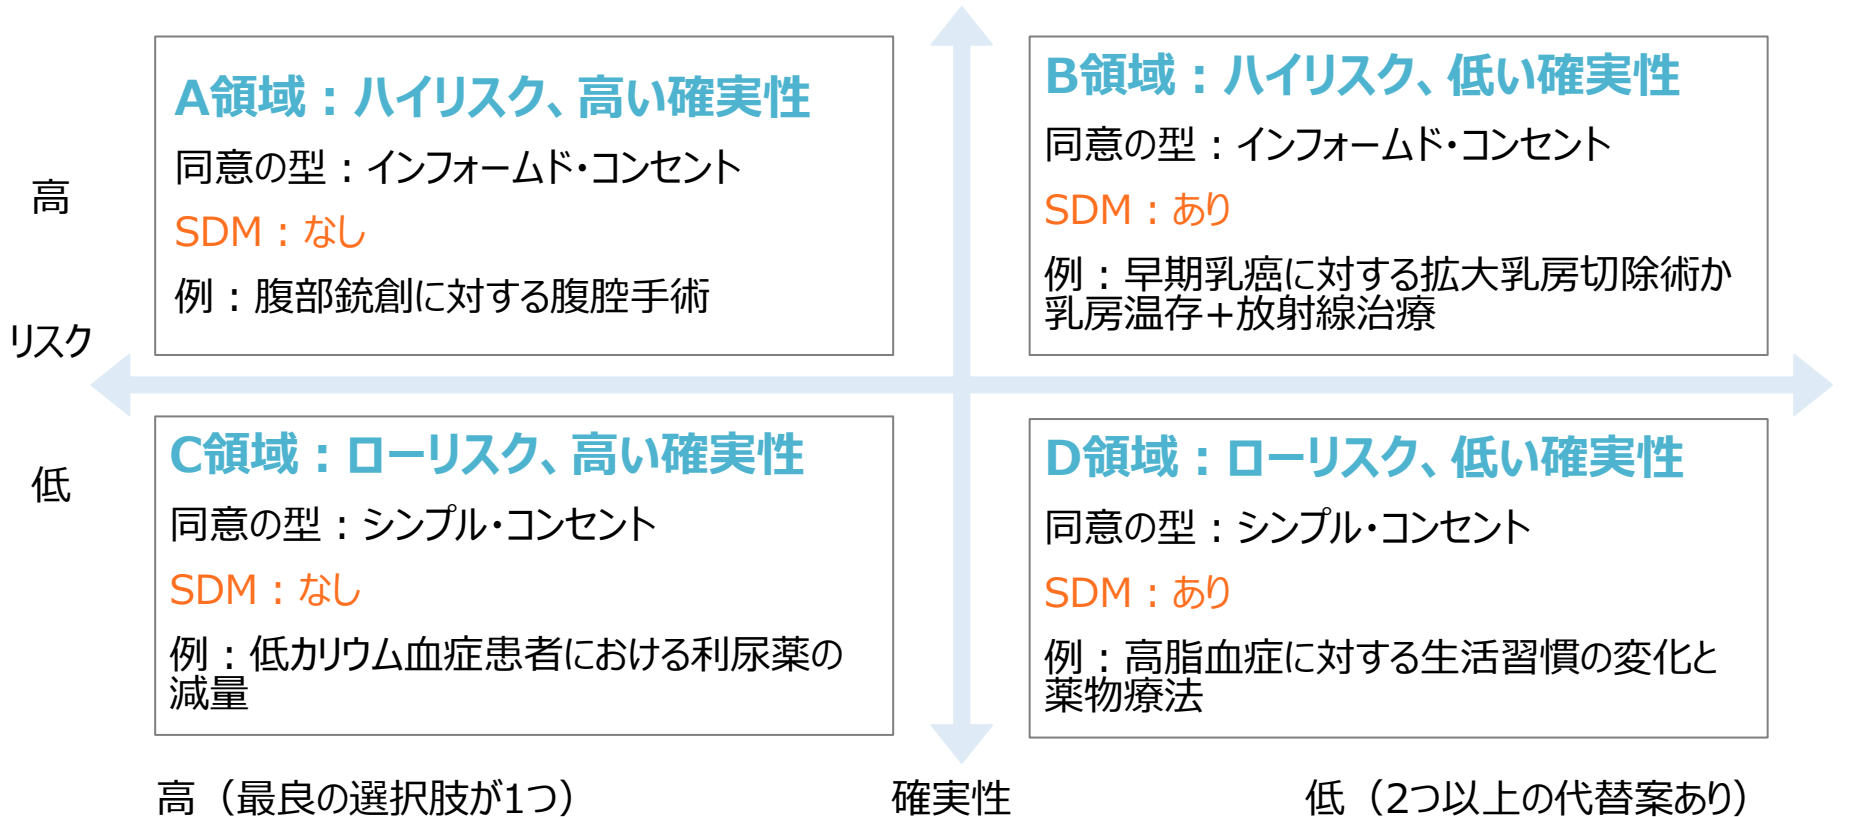 A領域：ハイリスク、高い確実性
同意の型：インフォームド・コンセント
SDM：なし
例：腹部銃創に対する腹腔手術
B領域：ハイリスク、低い確実性
同意の型：インフォームド・コンセント
SDM：あり
例：早期乳癌に対する拡大乳房切除術か
乳房温存+放射線治療
高
リスク
低
C領域：ローリスク、高い確実性
同意の型：シンプル・コンセント
SDM：なし
例：低カリウム血症患者における利尿薬の
減量
D領域：ローリスク、低い確実性
同意の型：シンプル・コンセント
SDM：あり
例：高脂血症に対する生活習慣の変化と
薬物療法
高（最良の選択肢が1つ）
確実性
低（2つ以上の代替案あり）